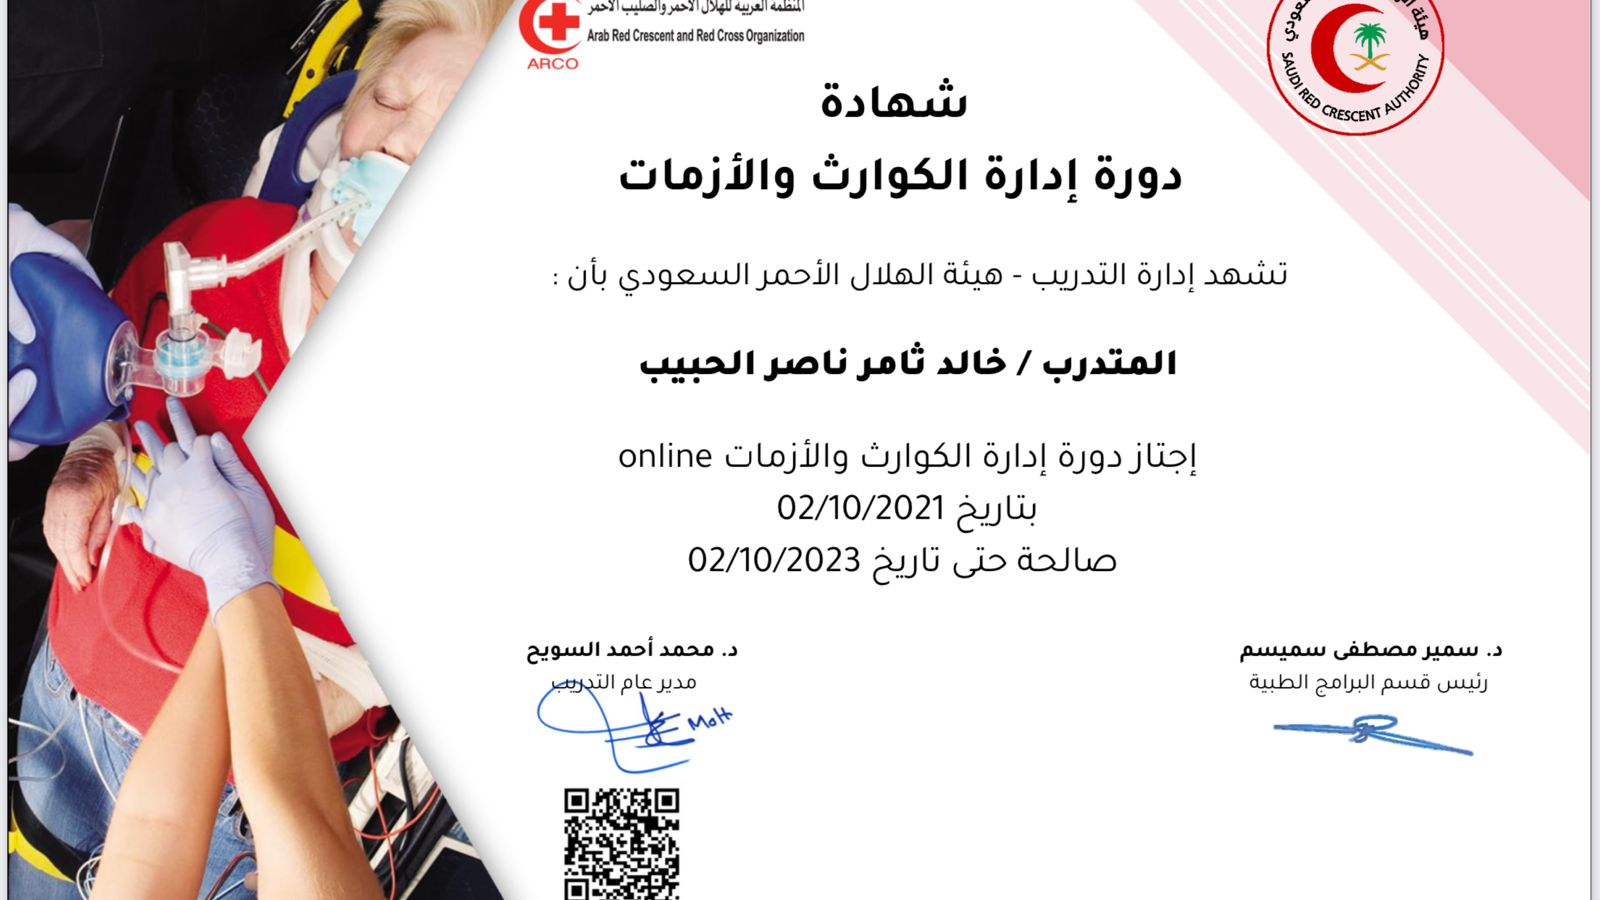 المنظمة العربية للهلال الأحمر والصليب الأحمر
Arab Red Crescent and Red Cross Organization
ARCO
SAUDI RED CRESCENT AUTHORITY
شهادة
دورة إدارة الكوارث والأزمات
تشهد إدارة التدريب - هيئة الهلال الأحمر السعودي بأن :
المتدرب / خالد ثامر ناصر الحبيب
إجتاز دورة إدارة الكوارث والأزمات online
بتاريخ 02/10/2021
صالحة حتى تاريخ 02/10/2023
د. سمير مصطفى سميسم
رئيس قسم البرامج الطبية
د. محمد أحمد السويح
مدير عام التدريب